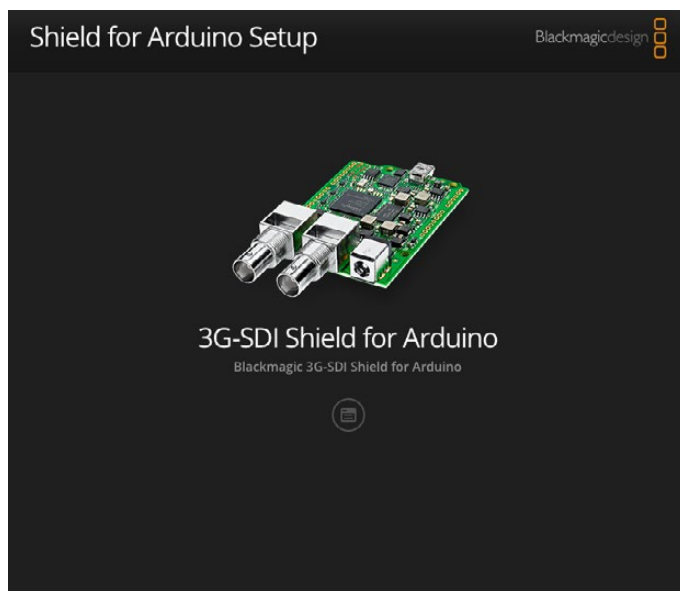 Shield for Arduino Setup
Blackmagicdesign
3G-SDI Shield for Arduino
Blackmagic 3G-SDI Shield for Arduino